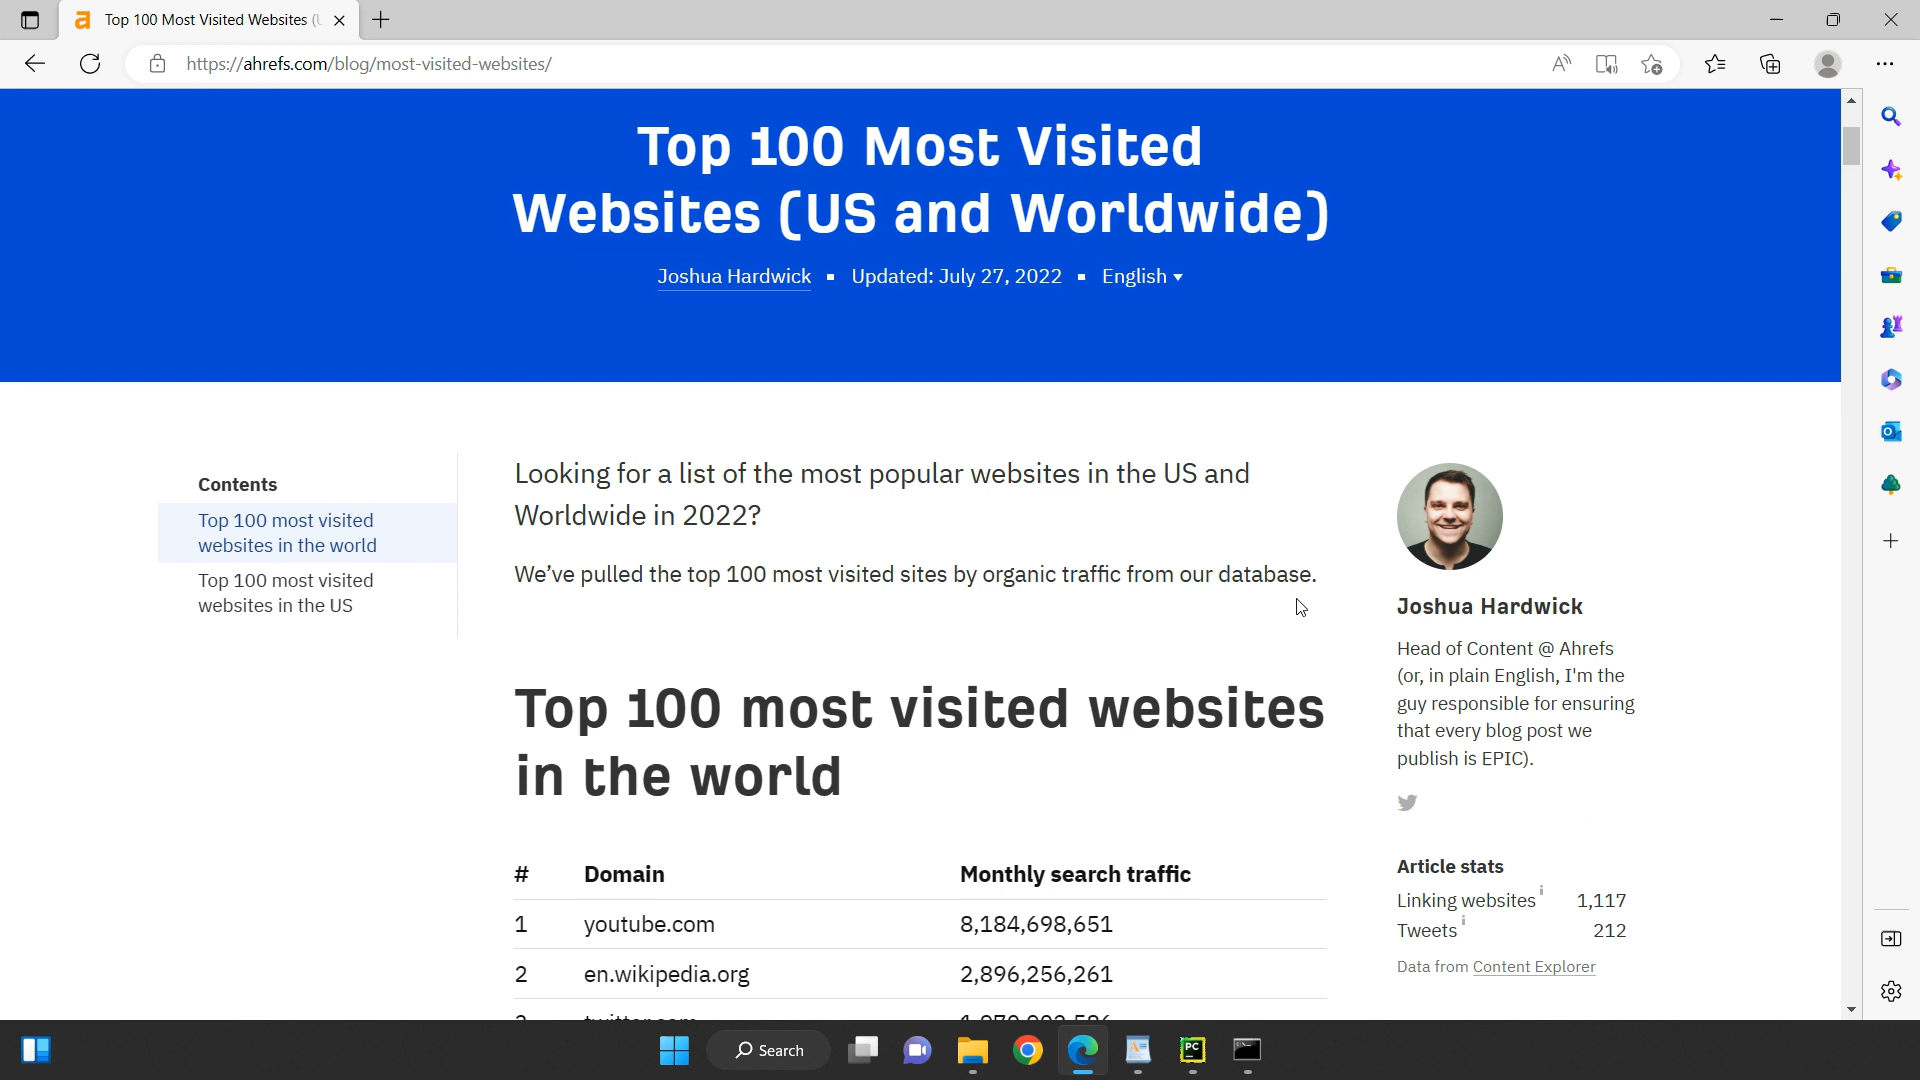 Top 100 Most Visited Websites (U
https://ahrefs.com/blog/most-visited-websites/
Top 100 Most Visited
Websites (US and Worldwide)
Joshua Hardwick ▪ Updated: July 27, 2022 ▪ English
Contents
Top 100 most visited
websites in the world
Top 100 most visited
websites in the US
Looking for a list of the most popular websites in the US and
Worldwide in 2022?
We’ve pulled the top 100 most visited sites by organic traffic from our database.
Top 100 most visited websites
in the world
# Domain Monthly search traffic
1 youtube.com 8,184,698,651
2 en.wikipedia.org 2,896,256,261
Joshua Hardwick
Head of Content @ Ahrefs
(or, in plain English, I'm the
guy responsible for ensuring
that every blog post we
publish is EPIC).
Article stats
Linking websites i 1,117
Tweets i 212
Data from Content Explorer
Search